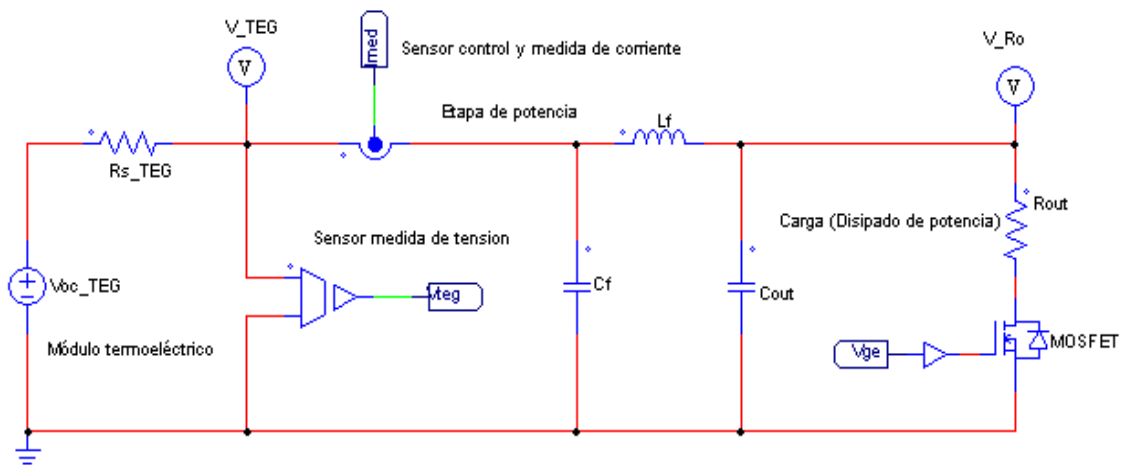 V_TEG
V
Imed
Sensor control y medida de corriente
V_Ro
V
Etapa de potencia
Lf
Rs_TEG
Rout
Carga (Disipado de potencia)
Sensor medida de tension
Voc_TEG
Vteg
Cf
Cout
Módulo termoeléctrico
Vge
MOSFET